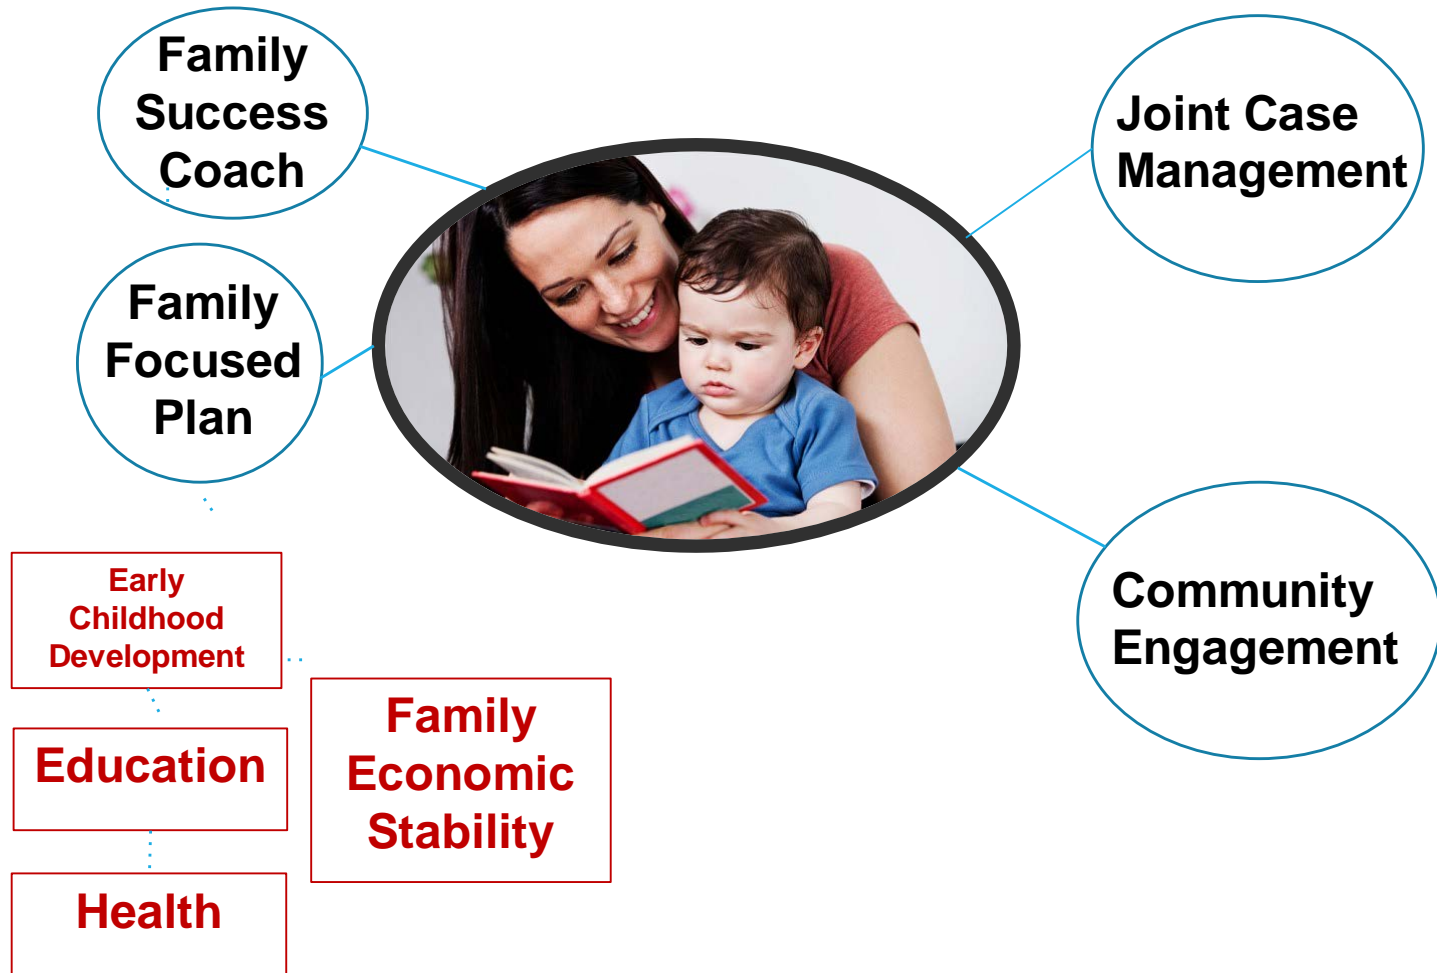 Family
Success
Coach
Joint Case
Management
Family
Focused
Plan
Community
Engagement
Early
Childhood
Development
Education
Health
Family
Economic
Stability